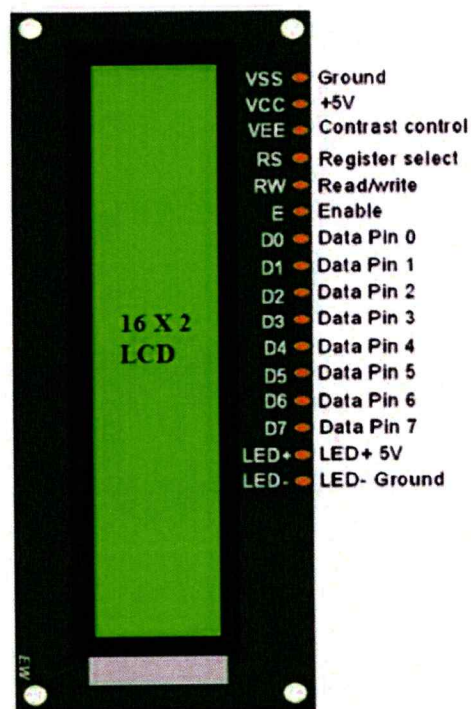 VSS Ground
VCC +5V
VEE Contrast control
RS Register select
RW Read/write
E Enable
D0 Data Pin 0
D1 Data Pin 1
D2 Data Pin 2
D3 Data Pin 3
D4 Data Pin 4
D5 Data Pin 5
D6 Data Pin 6
D7 Data Pin 7
LED+ LED+ 5V
LED- LED- Ground
16 X 2
LCD
EW